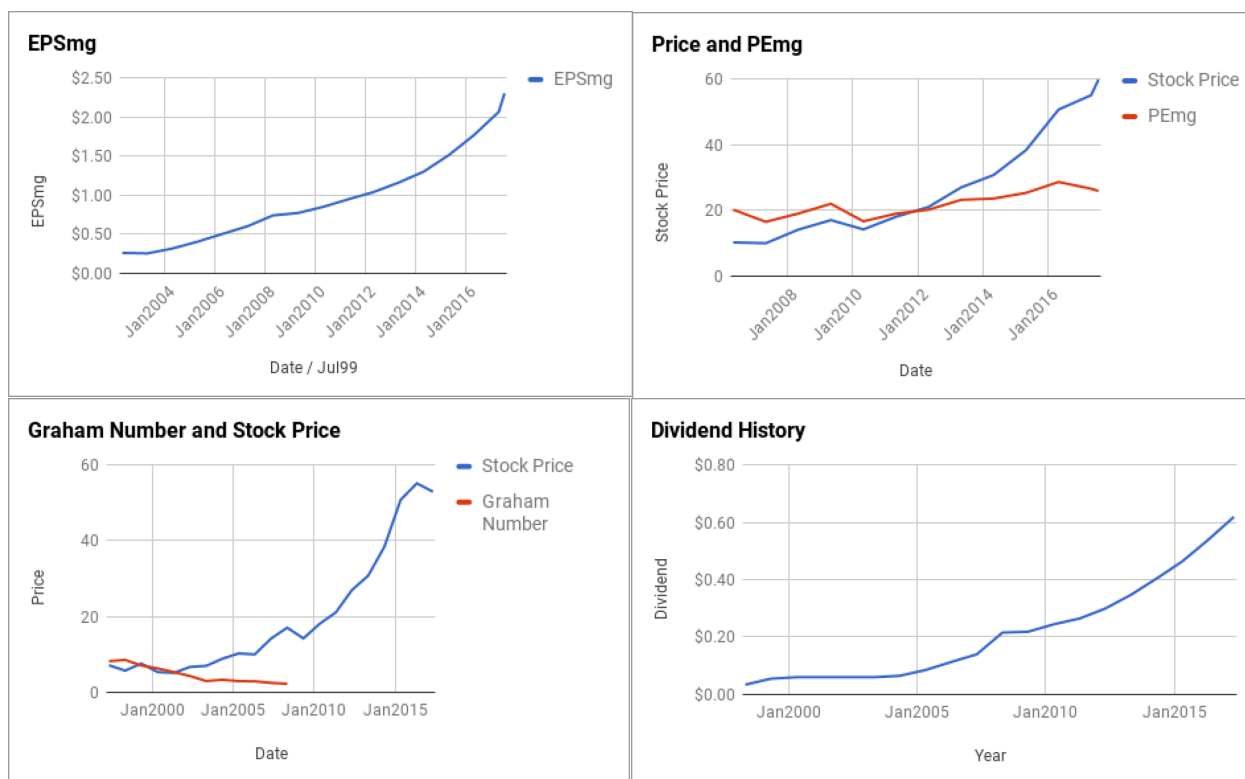 EPSmg
$2.50
$2.00
$1.50
$1.00
$0.50
$0.00
EPSmg
EPSmg
Jan2004
Jan2006
Jan2008
Jan2010
Jan2012
Jan2014
Jan2016
Date / Jul99
Price and PEmg
60
40
20
0
Stock Price
Stock Price
PEmg
Jan2008
Jan2010
Jan2012
Jan2014
Jan2016
Date
Graham Number and Stock Price
60
40
20
0
Price
Stock Price
Graham
Number
Jan2000
Jan2005
Jan2010
Jan2015
Date
Dividend History
$0.80
$0.60
$0.40
$0.20
$0.00
Dividend
Jan2000
Jan2005
Jan2010
Jan2015
Year